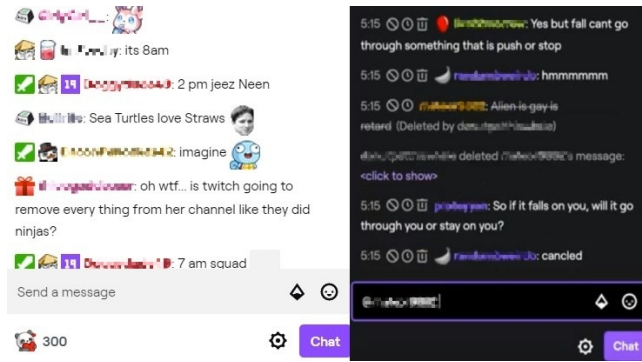 : its 8am
19 : 2 pm jeez Neen
: Sea Turtles love Straws
: imagine
: oh wtf... is twitch going to
remove every thing from her channel like they did
ninjas?
19 : 7 am squad
Send a message
300
Chat
5:15 : Yes but fall cant go
through something that is push or stop
5:15 : hmmmmmm
5:15 : Alien is gay is
retard (Deleted by )
deleted 's message:
<click to show>
5:15 : So if it falls on you, will it go
through you or stay on you?
5:15 : cancled
Chat